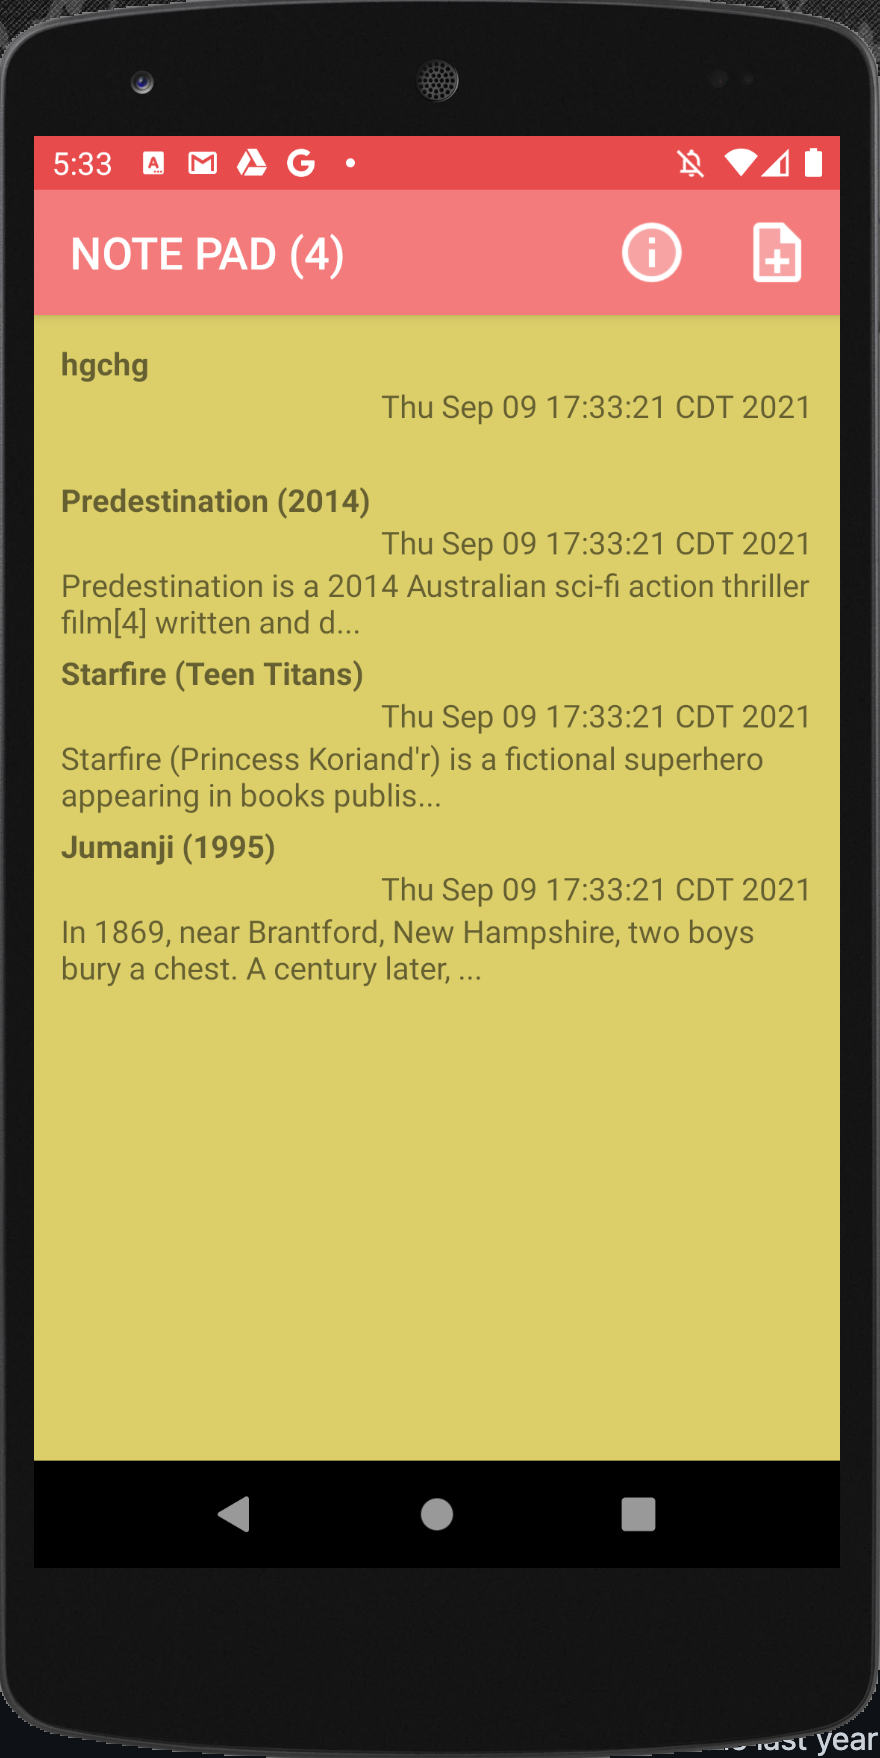 5:33
NOTE PAD (4)
hgchg
Thu Sep 09 17:33:21 CDT 2021
Predestination (2014)
Thu Sep 09 17:33:21 CDT 2021
Predestination is a 2014 Australian sci-fi action thriller
film[4] written and d...
Starfire (Teen Titans)
Thu Sep 09 17:33:21 CDT 2021
Starfire (Princess Koriand'r) is a fictional superhero
appearing in books publis...
Jumanji (1995)
Thu Sep 09 17:33:21 CDT 2021
In 1869, near Brantford, New Hampshire, two boys
bury a chest. A century later, ...
last year